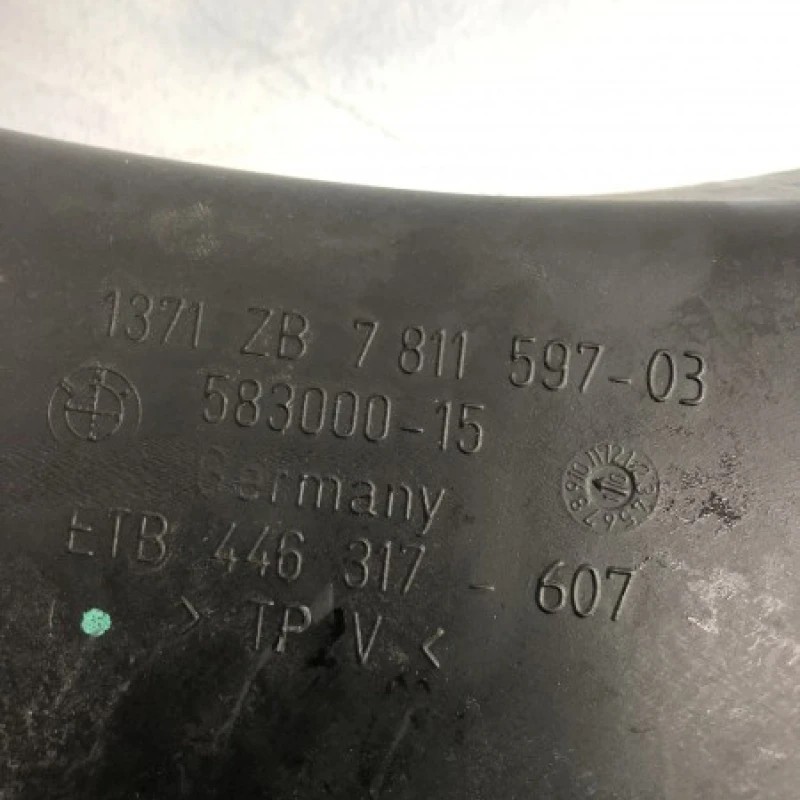 1371 ZB 7 811 597-03
583000-15
Germany
ETB 446 317 - 607
> TPV <